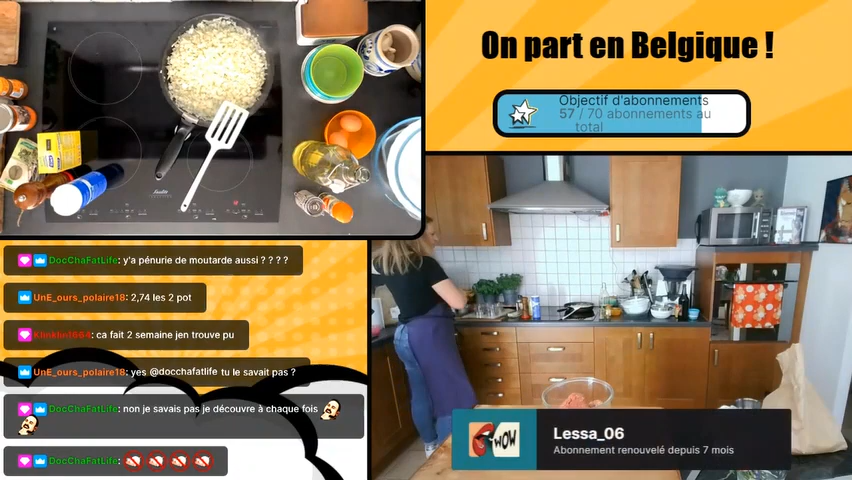 On part en Belgique !
Objectif d'abonnements
57 / 70 abonnements au
total
DocChaFatLife: y'a pénurie de moutarde aussi ? ? ? ?
UnE_ours_polaire18: 2,74 les 2 pot
ca fait 2 semaine jen trouve pu
UnE_ours_polaire18: yes @docchafatlife tu le savait pas ?
DocChaFatLife: non je savais pas je découvre à chaque fois
DocChaFatLife:
WOW
Lessa_06
Abonnement renouvelé depuis 7 mois